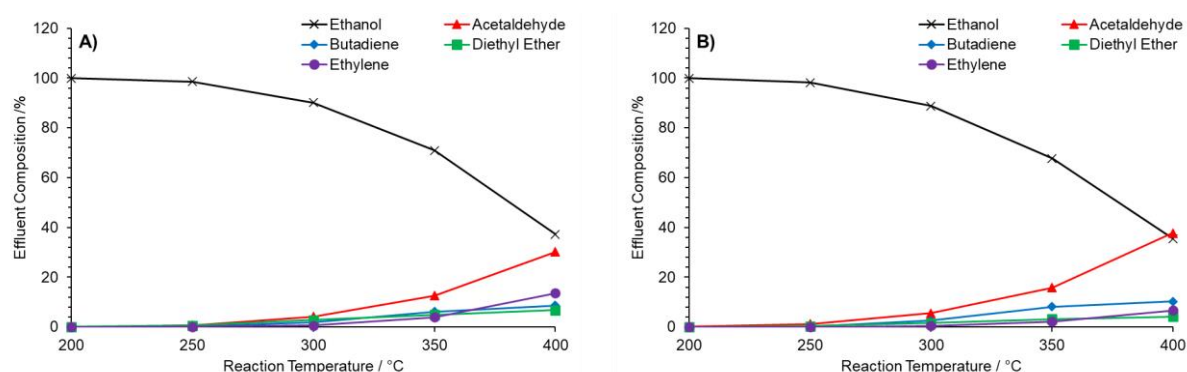 A)
Ethanol
Acetaldehyde
Butadiene
Diethyl Ether
Ethylene
Effluent Composition /%
120
100
80
60
40
20
0
200 250 300 350 400
Reaction Temperature / °C
B)
Ethanol
Acetaldehyde
Butadiene
Diethyl Ether
Ethylene
Effluent Composition /%
120
100
80
60
40
20
0
200 250 300 350 400
Reaction Temperature / °C